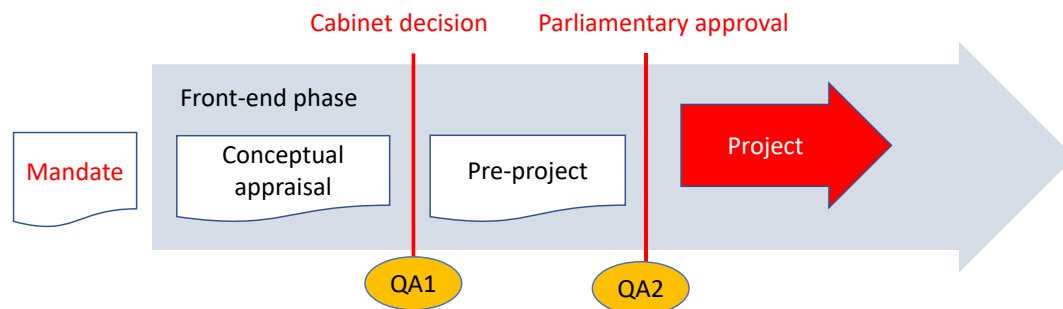 Cabinet decision
Parliamentary approval
Front-end phase
Mandate
Conceptual
appraisal
Pre-project
Project
QA1
QA2